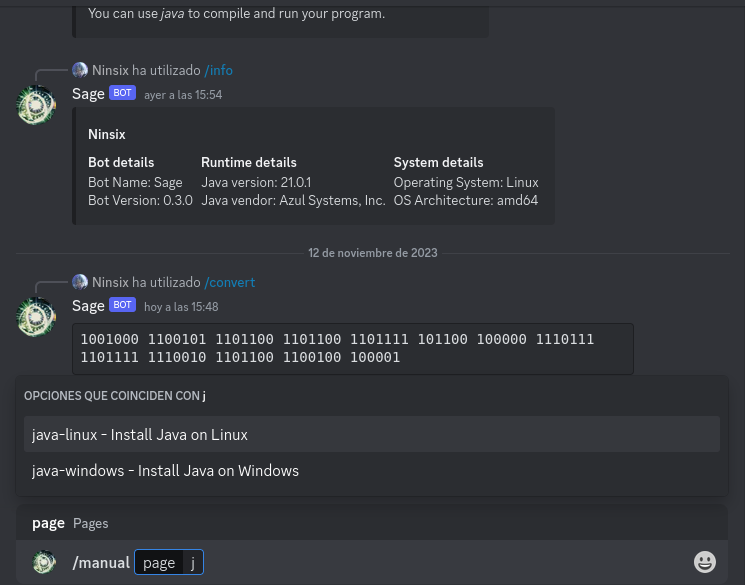 You can use java to compile and run your program.
Ninsix ha utilizado /info
Sage BOT ayer a las 15:54
Ninsix
Bot details Runtime details System details
Bot Name: Sage Java version: 21.0.1 Operating System: Linux
Bot Version: 0.3.0 Java vendor: Azul Systems, Inc. OS Architecture: amd64
12 de noviembre de 2023
Ninsix ha utilizado /convert
Sage BOT hoy a las 15:48
1001000 1100101 1101100 1101100 1101111 101100 100000 1110111
1101111 1110010 1101100 1100100 100001
OPCIONES QUE COINCIDEN CON j
java-linux - Install Java on Linux
java-windows - Install Java on Windows
page Pages
/manual page j